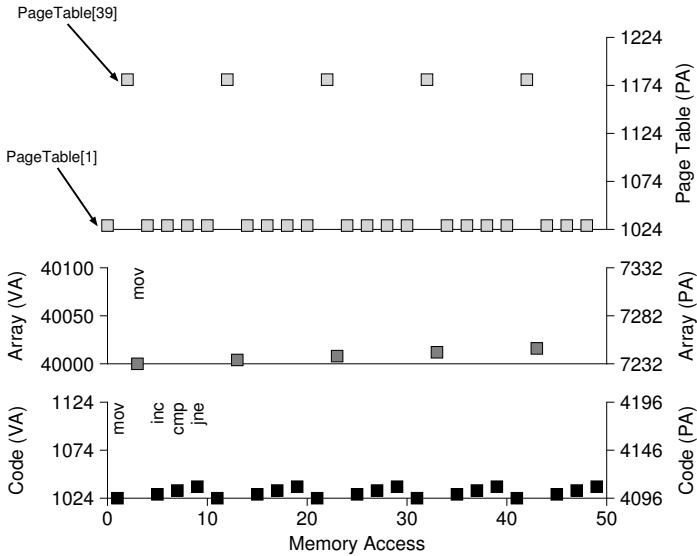 PageTable[39]
1224
1174
1124
1074
1024
Page Table (PA)
PageTable[1]
40100
40050
40000
Array (VA)
mov
7332
7282
7232
Array (PA)
1124
1074
1024
Code (VA)
mov
inc
cmp
jne
4196
4146
4096
Code (PA)
0 10 20 30 40 50
Memory Access